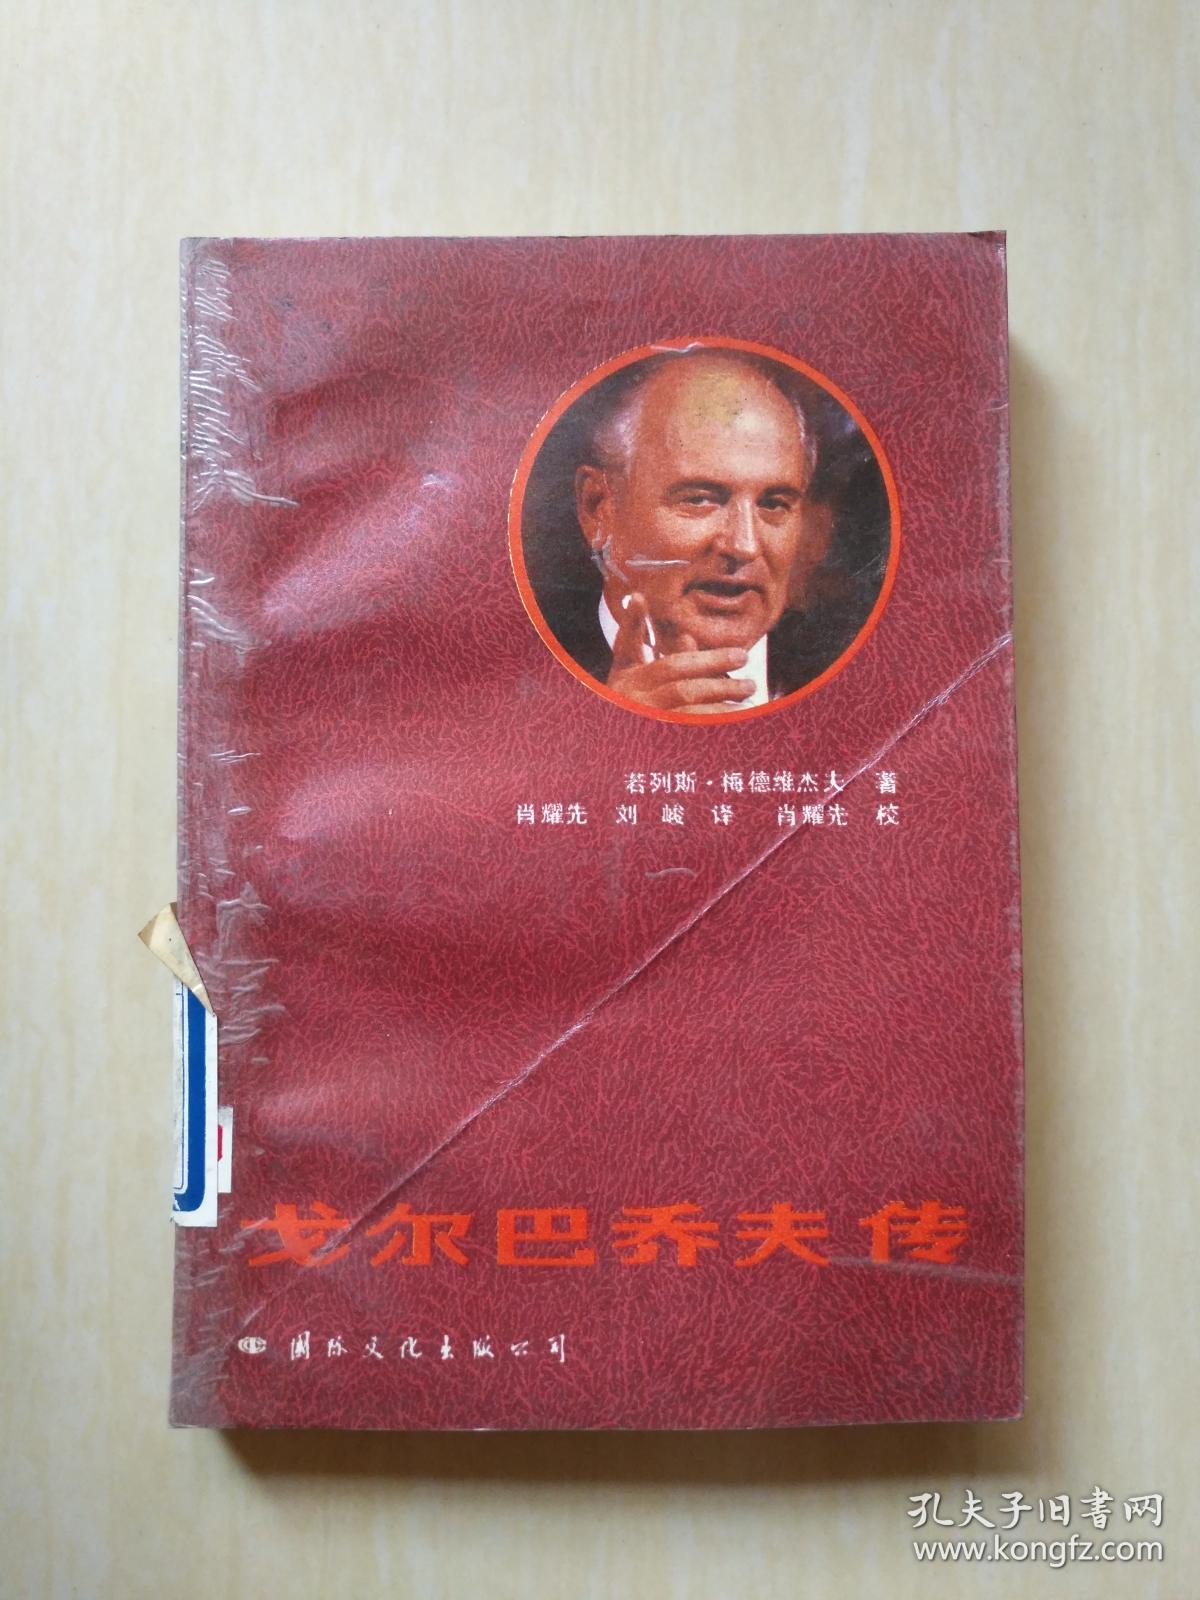 若列斯·梅德维杰夫 著
肖耀先 刘 峻 译 肖耀先 校
戈尔巴乔夫传
国际文化出版公司
孔夫子旧书网
www.kongfz.com